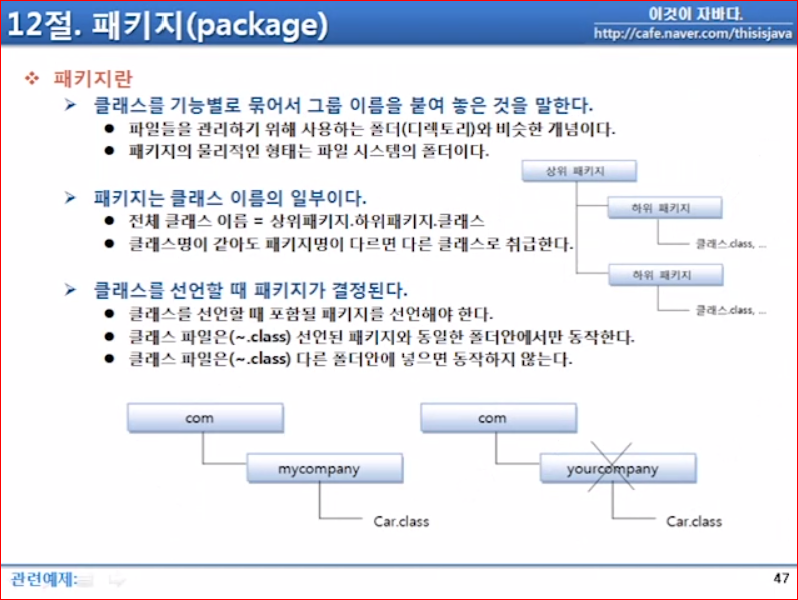 12절. 패키지(package)
이것이 자바다.
http://cafe.naver.com/thisisjava
❖ 패키지란
➢ 클래스를 기능별로 묶어서 그룹 이름을 붙여 놓은 것을 말한다.
● 파일들을 관리하기 위해 사용하는 폴더(디렉토리)와 비슷한 개념이다.
● 패키지의 물리적인 형태는 파일 시스템의 폴더이다.
상위 패키지
➢ 패키지는 클래스 이름의 일부이다.
하위 패키지
● 전체 클래스 이름 = 상위패키지.하위패키지.클래스
● 클래스명이 같아도 패키지명이 다르면 다른 클래스로 취급한다.
클래스.class, ...
하위 패키지
➢ 클래스를 선언할 때 패키지가 결정된다.
클래스.class, ...
● 클래스를 선언할 때 포함될 패키지를 선언해야 한다.
● 클래스 파일은(~.class) 선언된 패키지와 동일한 폴더안에서만 동작한다.
● 클래스 파일은(~.class) 다른 폴더안에 넣으면 동작하지 않는다.
com
mycompany
Car.class
com
yourcompany
Car.class
관련예제:
47